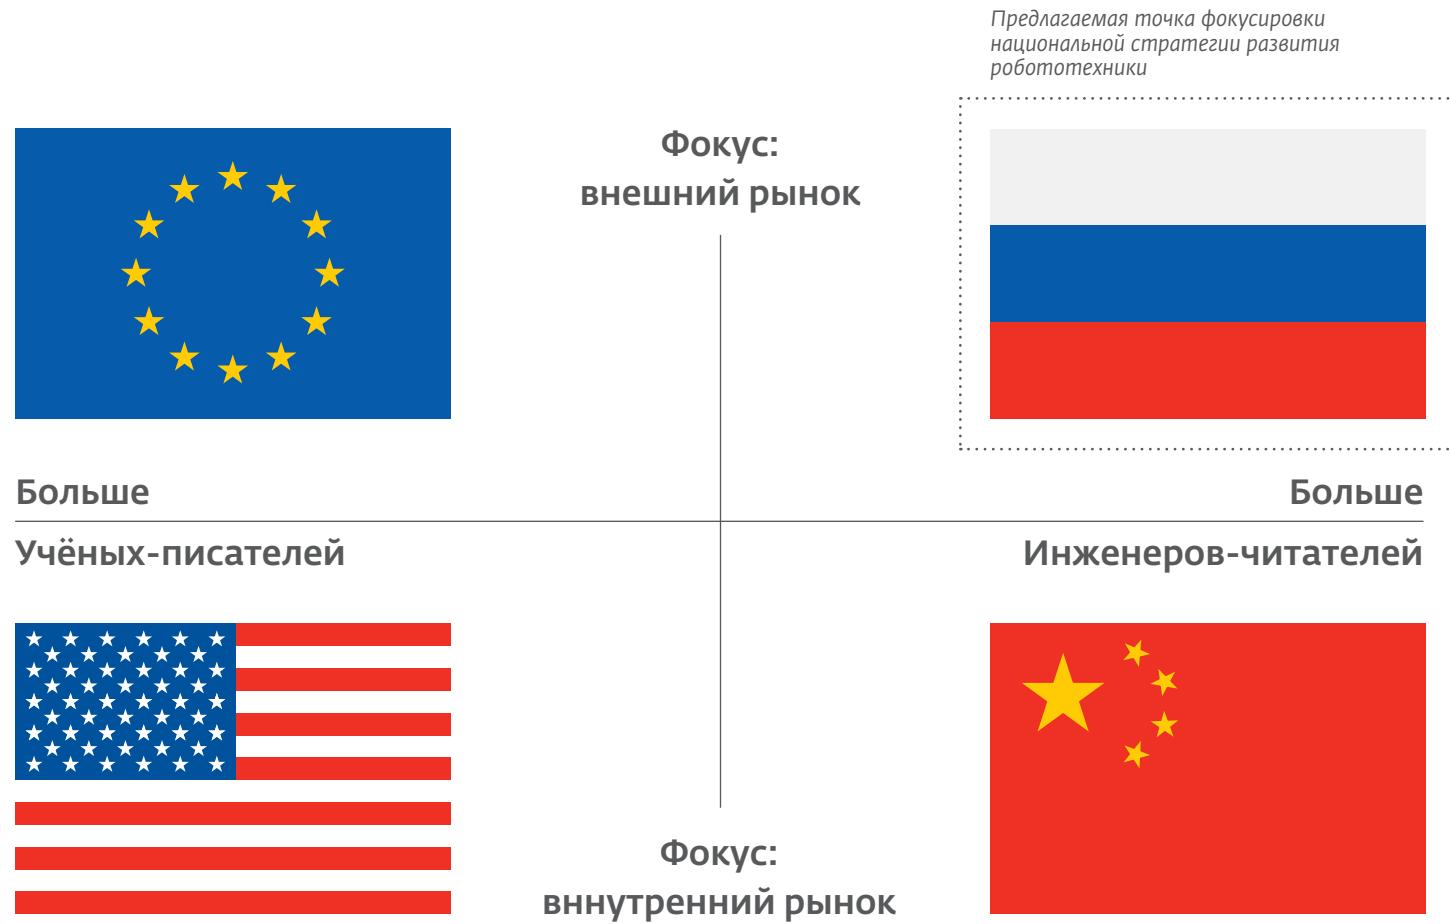 Предлагаемая точка фокусировки
национальной стратегии развития
робототехники
Фокус:
внешний рынок
Больше
Больше
Учёных-писателей
Инженеров-читателей
Фокус:
вннутренний рынок